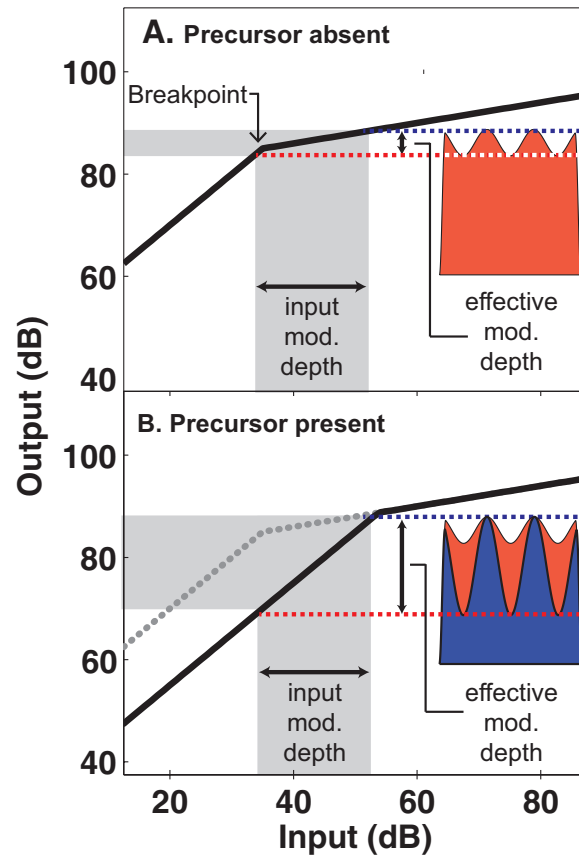 A. Precursor absent
Breakpoint
100
80
60
40
input
mod.
depth
effective
mod.
depth
Output (dB)
B. Precursor present
100
80
60
40
input
mod.
depth
effective
mod.
depth
20
40
60
80
Input (dB)